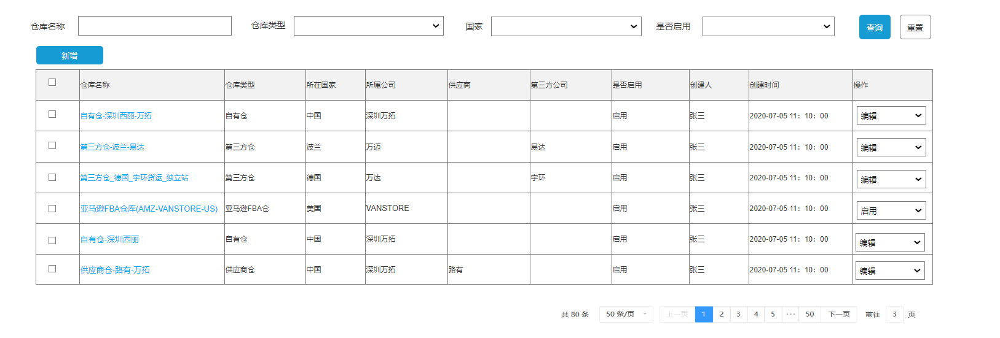 仓库名称 仓库类型 国家 是否启用 查询 重置
新增
仓库名称 仓库类型 所在国家 所属公司 供应商 第三方公司 是否启用 创建人 创建时间 操作
自有仓-深圳西丽-万拓 自有仓 中国 深圳万拓 启用 张三 2020-07-05 11：10：00 编辑
第三方仓-波兰-易达 第三方仓 波兰 万迈 易达 启用 张三 2020-07-05 11：10：00 编辑
第三方仓_德国_宇环货运_独立站 第三方仓 德国 万达 宇环 启用 张三 2020-07-05 11：10：00 编辑
亚马逊FBA仓库(AMZ-VANSTORE-US) 亚马逊FBA仓 美国 VANSTORE 启用 张三 2020-07-05 11：10：00 启用
自有仓-深圳西丽 自有仓 中国 深圳万拓 启用 张三 2020-07-05 11：10：00 编辑
供应商仓-路有-万拓 供应商仓 中国 深圳万拓 路有 启用 张三 2020-07-05 11：10：00 编辑
共 80 条 50 条/页 上一页 1 2 3 4 5 ··· 50 下一页 前往 3 页